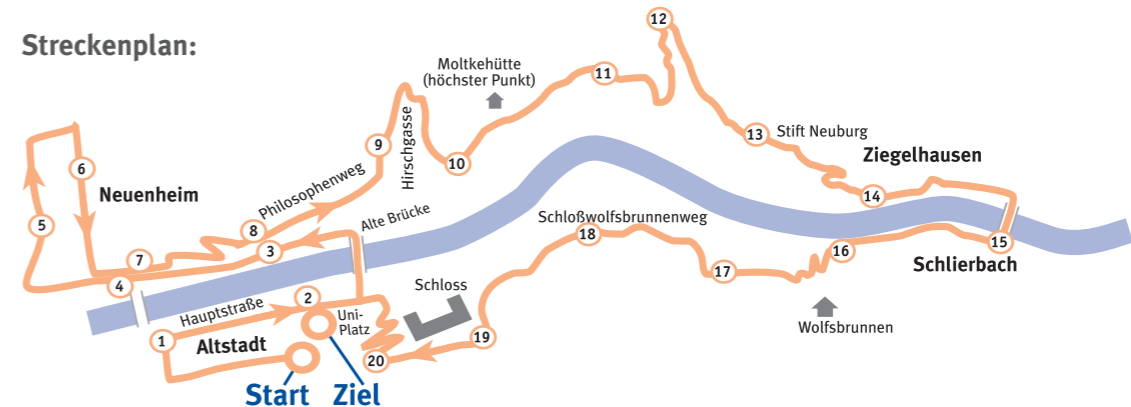 Streckenplan:
12
Moltkehütte
(höchster Punkt)
11
13
Stift Neuburg
Ziegelhausen
9
Hirschgasse
10
6
Neuenheim
Philosophenweg
14
5
8
Alte Brücke
Schloßwolfsbrunnenweg
18
7
3
16
15
Schlierbach
4
17
Hauptstraße
2
Uni-
Platz
Schloss
Wolfsbrunnen
1
Altstadt
19
20
Start
Ziel